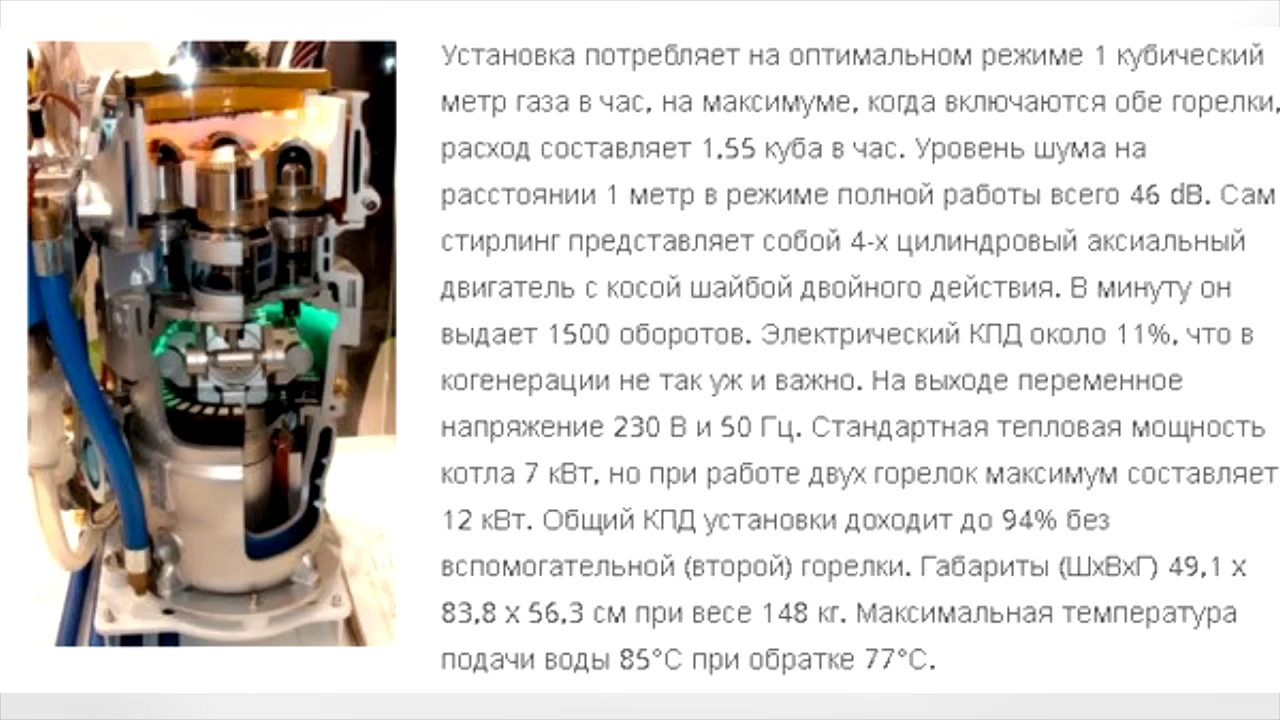 Установка потребляет на оптимальном режиме 1 кубический
метр газа в час, на максимуме, когда включаются обе горелки,
расход составляет 1,55 куба в час. Уровень шума на
расстоянии 1 метр в режиме полной работы всего 46 dB. Сам
стирлинг представляет собой 4-х цилиндровый аксиальный
двигатель с косой шайбой двойного действия. В минуту он
выдает 1500 оборотов. Электрический КПД около 11%, что в
когенерации не так уж и важно. На выходе переменное
напряжение 230 В и 50 Гц. Стандартная тепловая мощность
котла 7 кВт, но при работе двух горелок максимум составляет
12 кВт. Общий КПД установки доходит до 94% без
вспомогательной (второй) горелки. Габариты (ШхВхГ) 49,1 х
83,8 х 56,3 см при весе 148 кг. Максимальная температура
подачи воды 85°C при обратке 77°C.